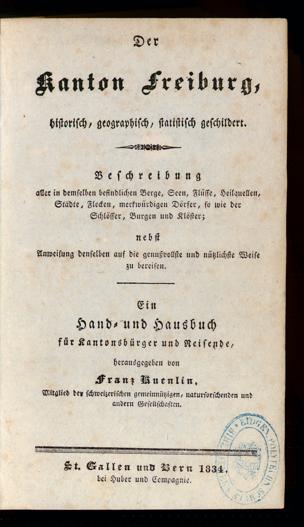 Der
Kanton Freiburg,
historisch, geographisch, statistisch geschildert.
Beschreibung
aller in demselben befindlichen Berge, Seen, Flüsse, Heilquellen,
Städte, Flecken, merkwürdigen Dörfer, so wie der
Schlösser, Burgen und Klöster;
nebst
Anweisung denselben auf die genußvollste und nützlichste Weise
zu bereisen.
Ein
Hand- und Hausbuch
für Kantonsbürger und Reisende,
herausgegeben von
Franz Kuenlin,
Mitglied der schweizerischen gemeinnützigen, naturforschenden und
andern Gesellschaften.
St. Gallen und Bern 1834.
bei Huber und Compagnie.